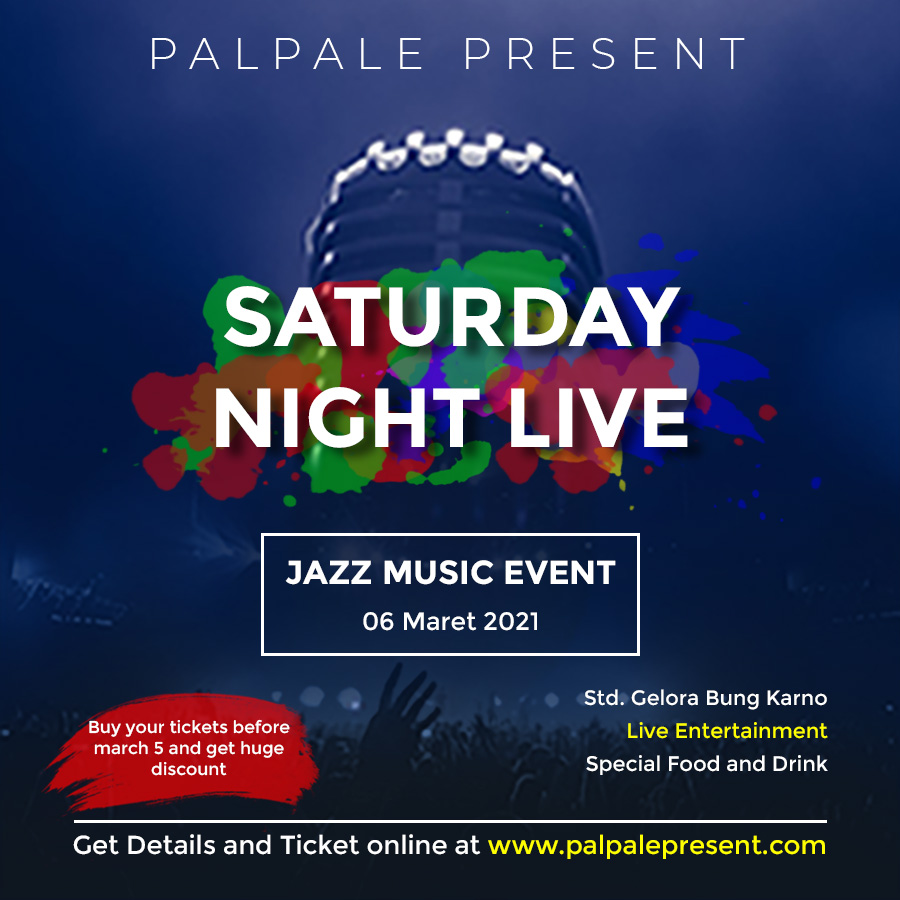 PALPALE PRESENT
SATURDAY
NIGHT LIVE
JAZZ MUSIC EVENT
06 Maret 2021
Std. Gelora Bung Karno
Live Entertainment
Special Food and Drink
Buy your tickets before
march 5 and get huge
discount
Get Details and Ticket online at www.palpalepresent.com